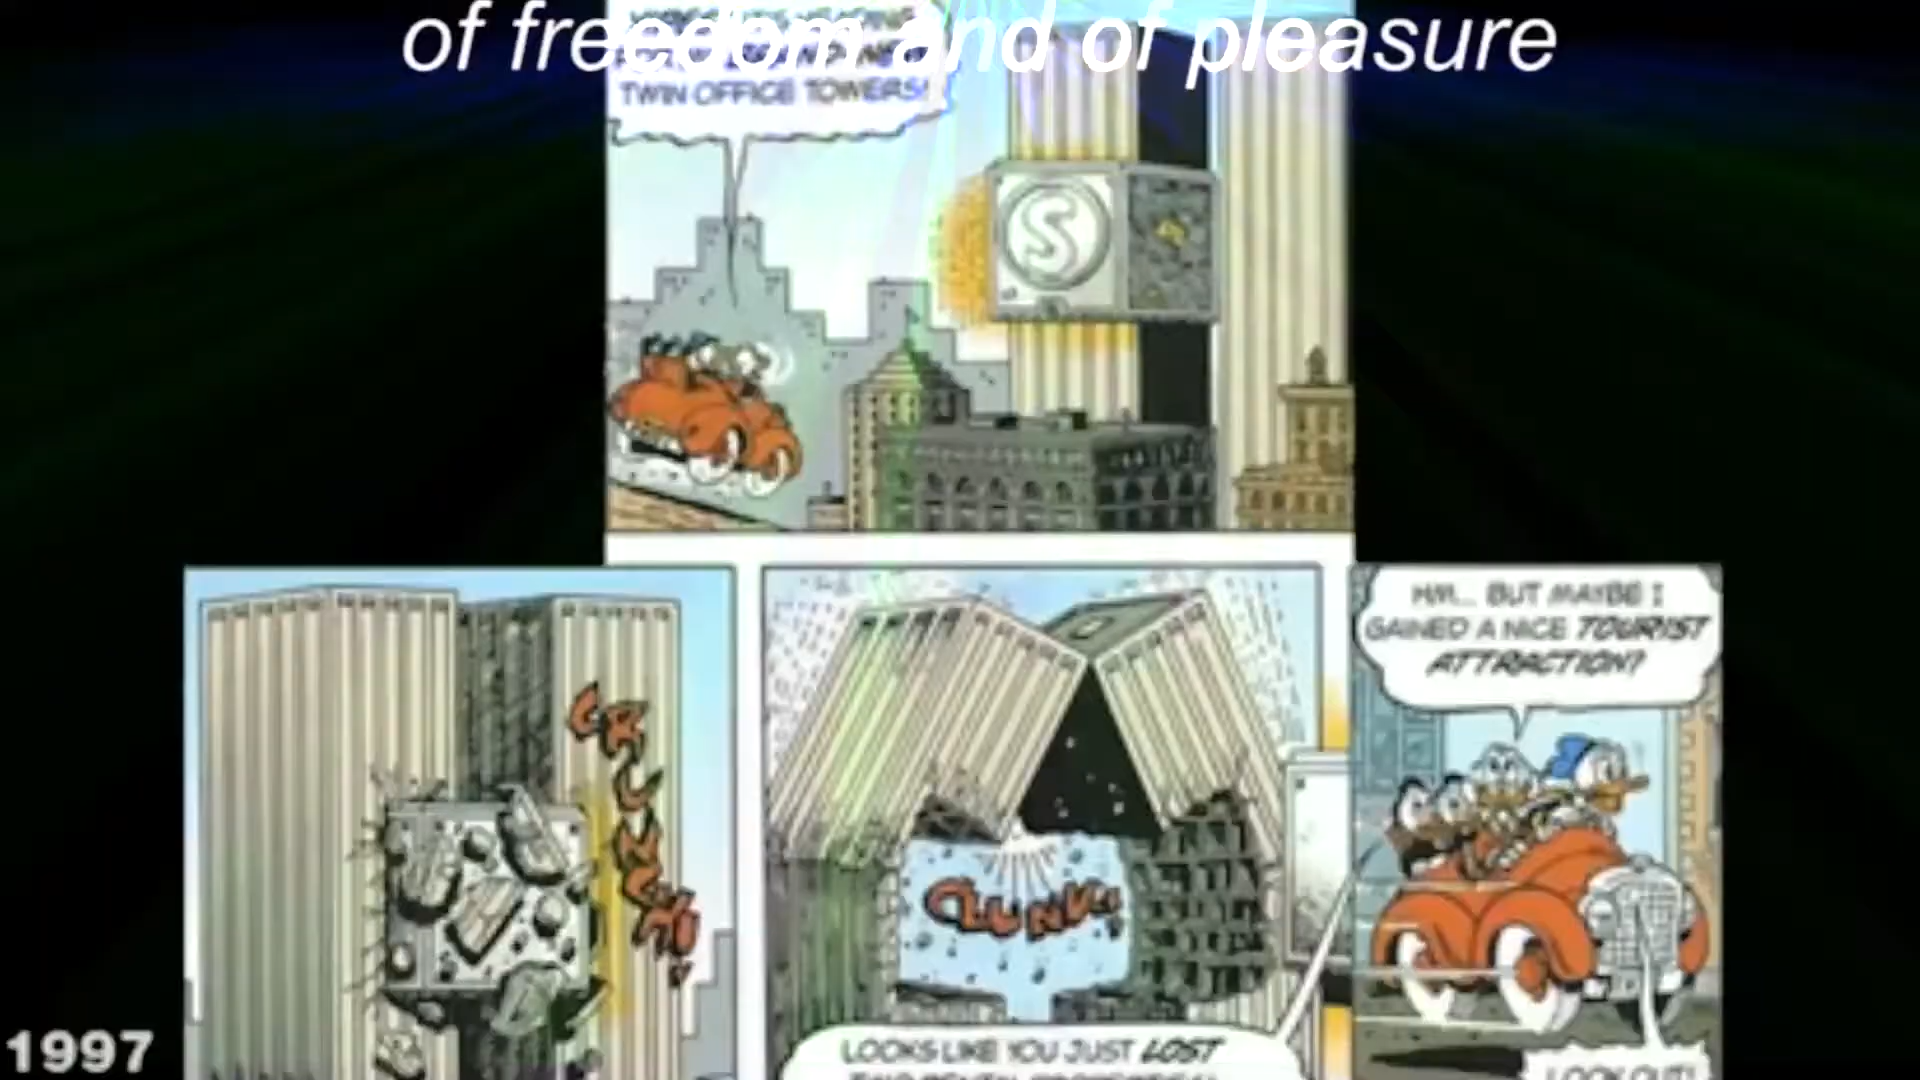 of freedom and of pleasure
TWIN OFFICE TOWERS!
S
HM... BUT MAYBE I
GAINED A NICE TOURIST
ATTRACTION?
CRUNCH!
CLUNK!
1997
LOOKS LIKE YOU JUST LOST
LOOK OUT!